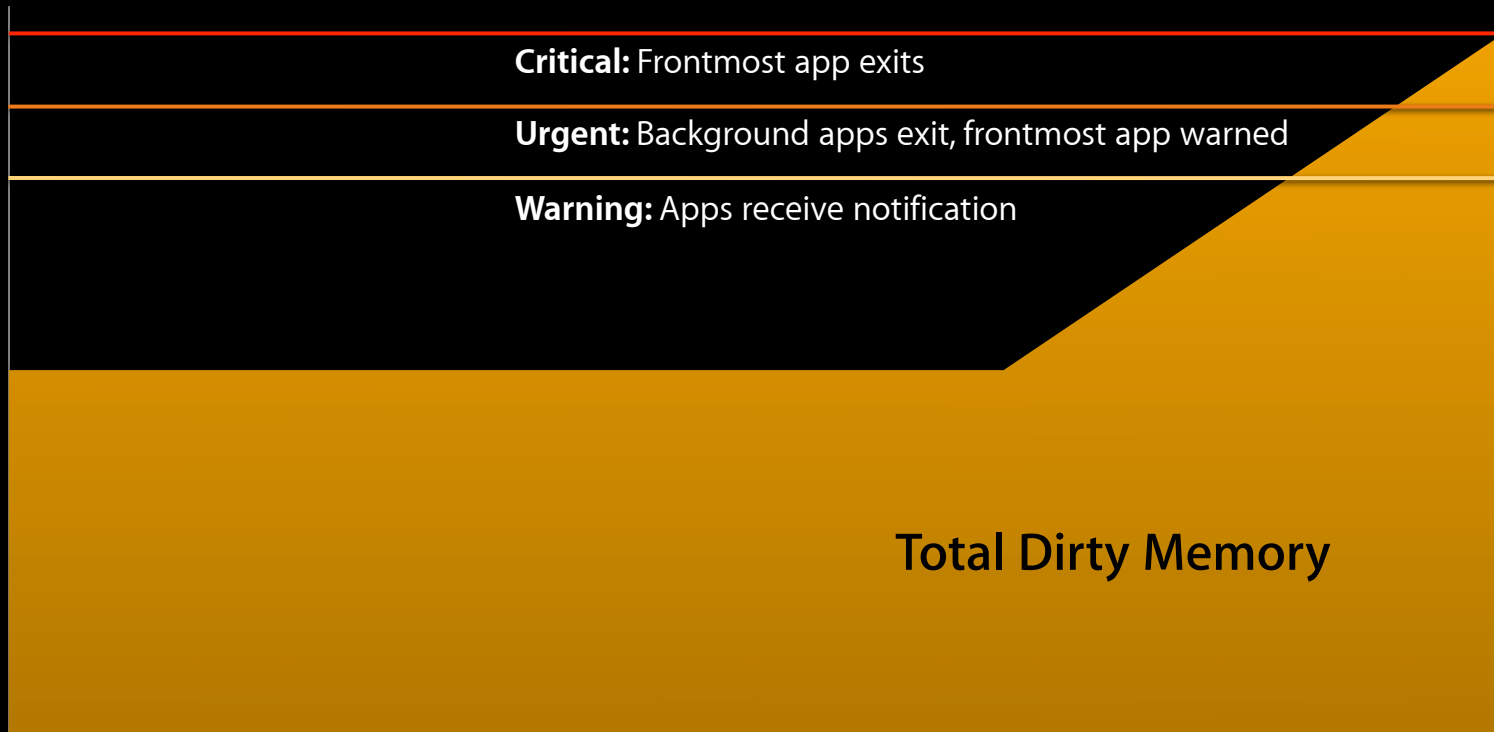 Critical: Frontmost app exits
Urgent: Background apps exit, frontmost app warned
Warning: Apps receive notification
Total Dirty Memory